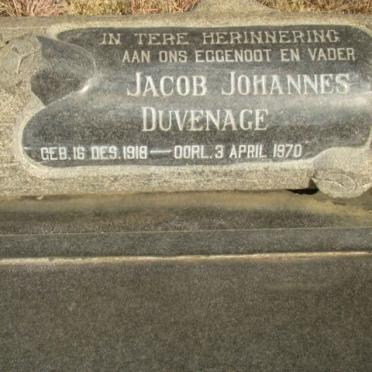 IN TERE HERINNERING
AAN ONS EGGENOOT EN VADER
JACOB JOHANNES
DUVENAGE
GEB. 16 DES. 1918 — OORL. 3 APRIL 1970